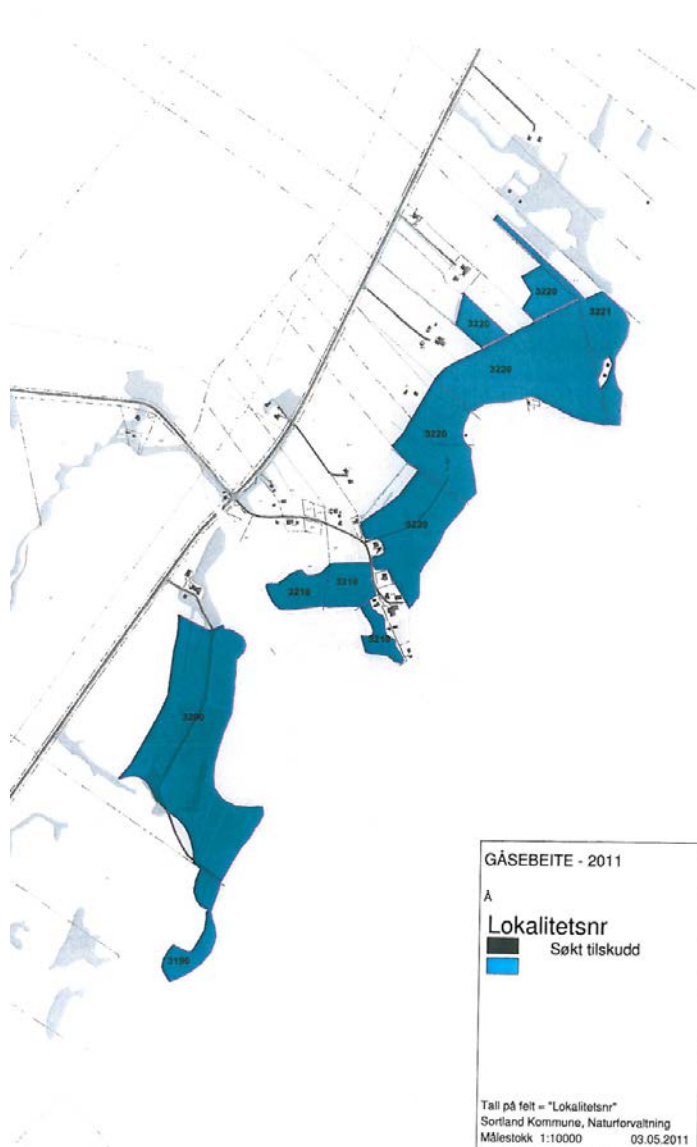 3220
3221
3220
3220
3220
3220
3210
3210
3210
3200
3190
GÅSEBEITE - 2011
Å
Lokalitetsnr
Søkt tilskudd
Tall på felt = "Lokalitetsnr"
Sortland Kommune, Naturforvaltning
Målestokk 1:10000 03.05.2011